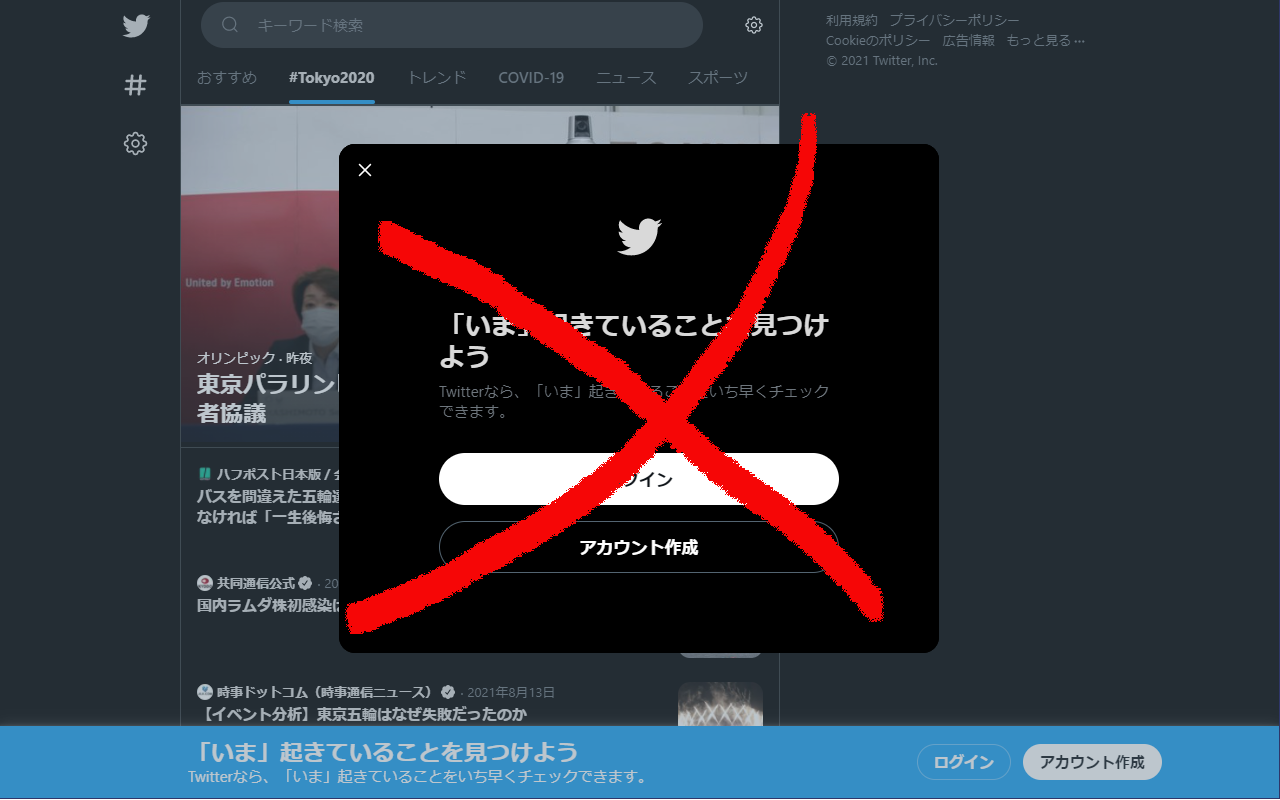 キーワード検索
おすすめ #Tokyo2020 トレンド COVID-19 ニュース スポーツ
利用規約 プライバシーポリシー
Cookieのポリシー 広告情報 もっと見る ···
© 2021 Twitter, Inc.
United by Emotion
オリンピック · 昨夜
東京パラリン
者協議
ハフポスト日本版 /
バスを間違えた五輪
なければ「一生後悔
共同通信公式 · 20
国内ラムダ株初感染
時事ドットコム（時事通信ニュース） · 2021年8月13日
【イベント分析】東京五輪はなぜ失敗だったのか
「いま」起きていることを見つけ
よう
Twitterなら、「いま」起き いることをいち早くチェック
できます。
グイン
アカウント作成
「いま」起きていることを見つけよう
Twitterなら、「いま」起きていることをいち早くチェックできます。
ログイン アカウント作成